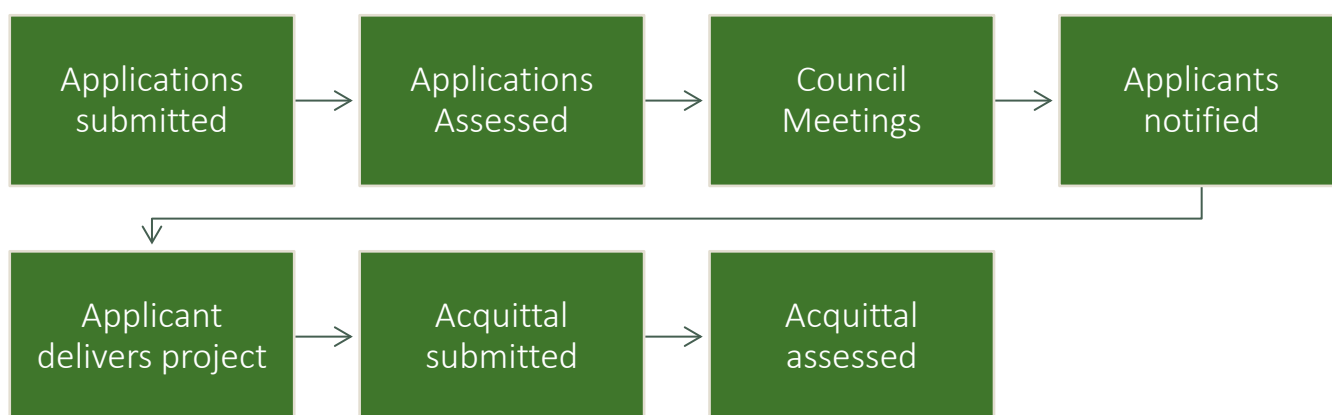 Applications
submitted
Applications
Assessed
Council
Meetings
Applicants
notified
Applicant
delivers project
Acquittal
submitted
Acquittal
assessed